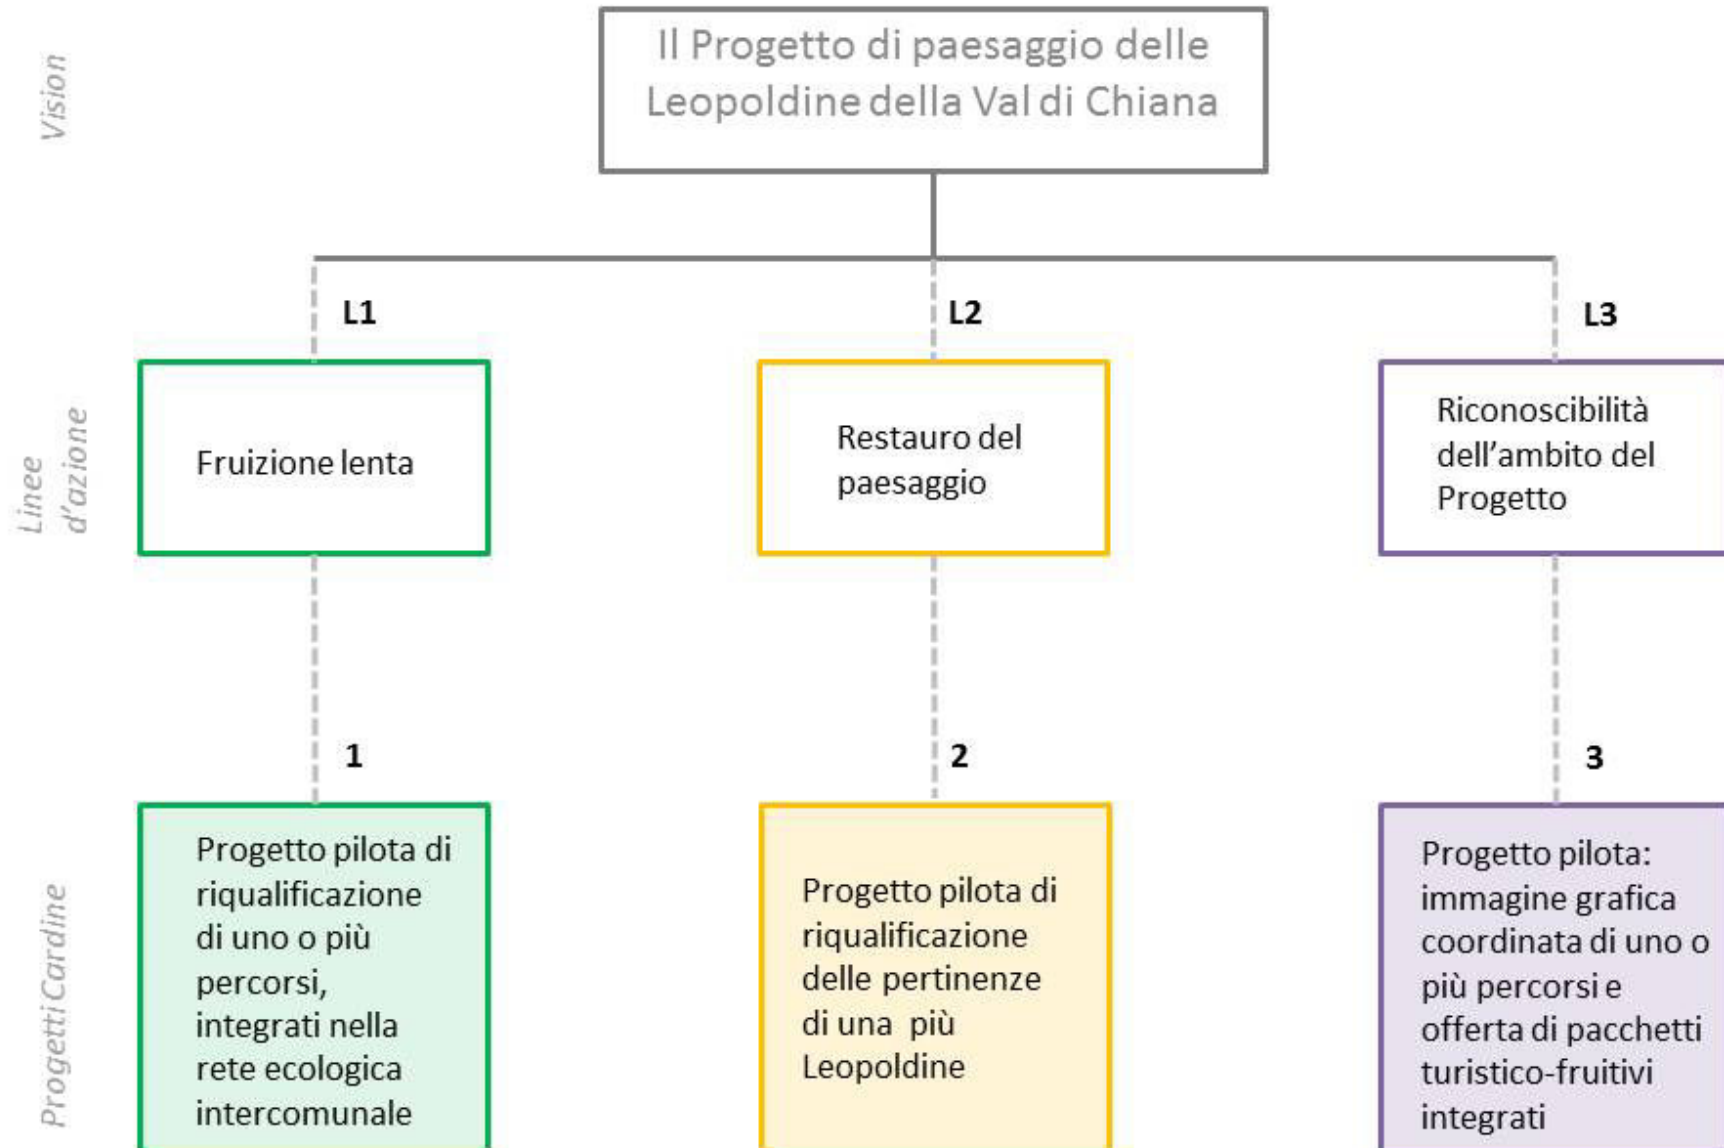 Vision
Il Progetto di paesaggio delle
Leopoldine della Val di Chiana
L1
L2
L3
Linee
d'azione
Fruizione lenta
Restauro del
paesaggio
Riconoscibilità
dell'ambito del
Progetto
1
2
3
Progetti Cardine
Progetto pilota di
riqualificazione
di uno o più
percorsi,
integrati nella
rete ecologica
intercomunale
Progetto pilota di
riqualificazione
delle pertinenze
di una più
Leopoldine
Progetto pilota:
immagine grafica
coordinata di uno o
più percorsi e
offerta di pacchetti
turistico-fruitivi
integrati